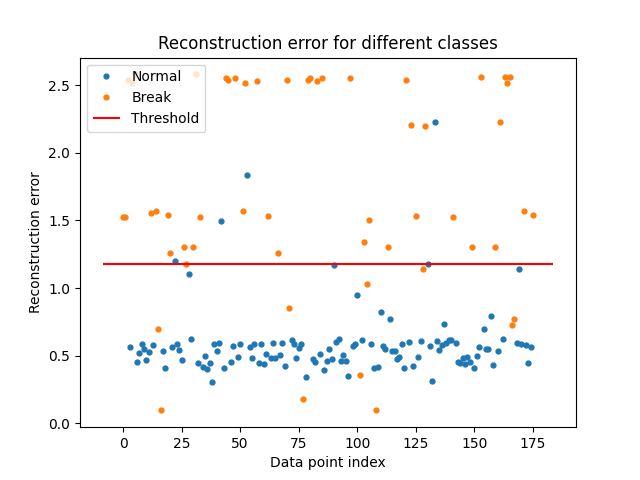 Reconstruction error for different classes
Normal
Break
Threshold
Reconstruction error
2.5
2.0
1.5
1.0
0.5
0.0
0 25 50 75 100 125 150 175
Data point index